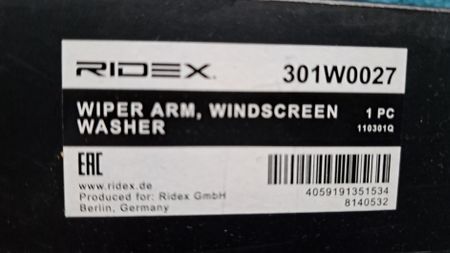 RIDEX 301W0027
WIPER ARM, WINDSCREEN 1 PC
WASHER 110301Q
EAC
www.ridex.de
Produced for: Ridex GmbH 4059191351534
Berlin, Germany 8140532